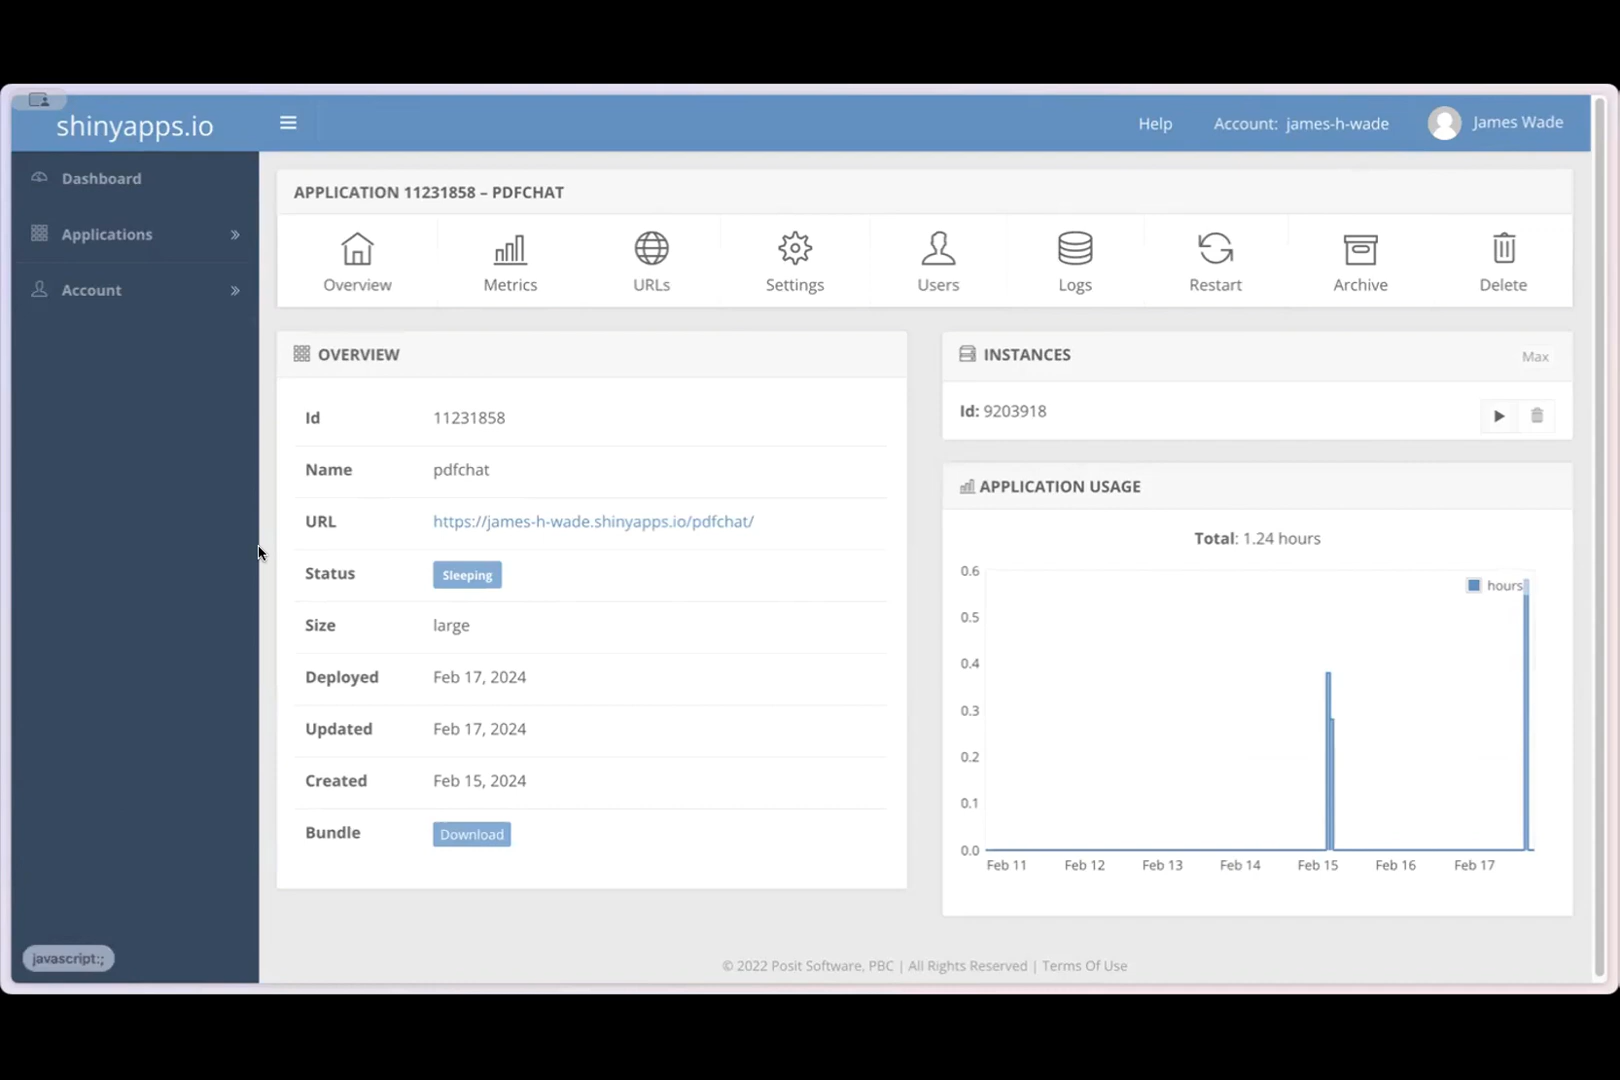 shinyapps.io
Help
Account: james-h-wade
James Wade
Dashboard
Applications
Account
APPLICATION 11231858 – PDFCHAT
Overview
Metrics
URLs
Settings
Users
Logs
Restart
Archive
Delete
OVERVIEW
Id 11231858
Name pdfchat
URL https://james-h-wade.shinyapps.io/pdfchat/
Status Sleeping
Size large
Deployed Feb 17, 2024
Updated Feb 17, 2024
Created Feb 15, 2024
Bundle Download
INSTANCES
Max
Id: 9203918
APPLICATION USAGE
Total: 1.24 hours
hours
0.6
0.5
0.4
0.3
0.2
0.1
0.0
Feb 11 Feb 12 Feb 13 Feb 14 Feb 15 Feb 16 Feb 17
javascript:;
© 2022 Posit Software, PBC | All Rights Reserved | Terms Of Use